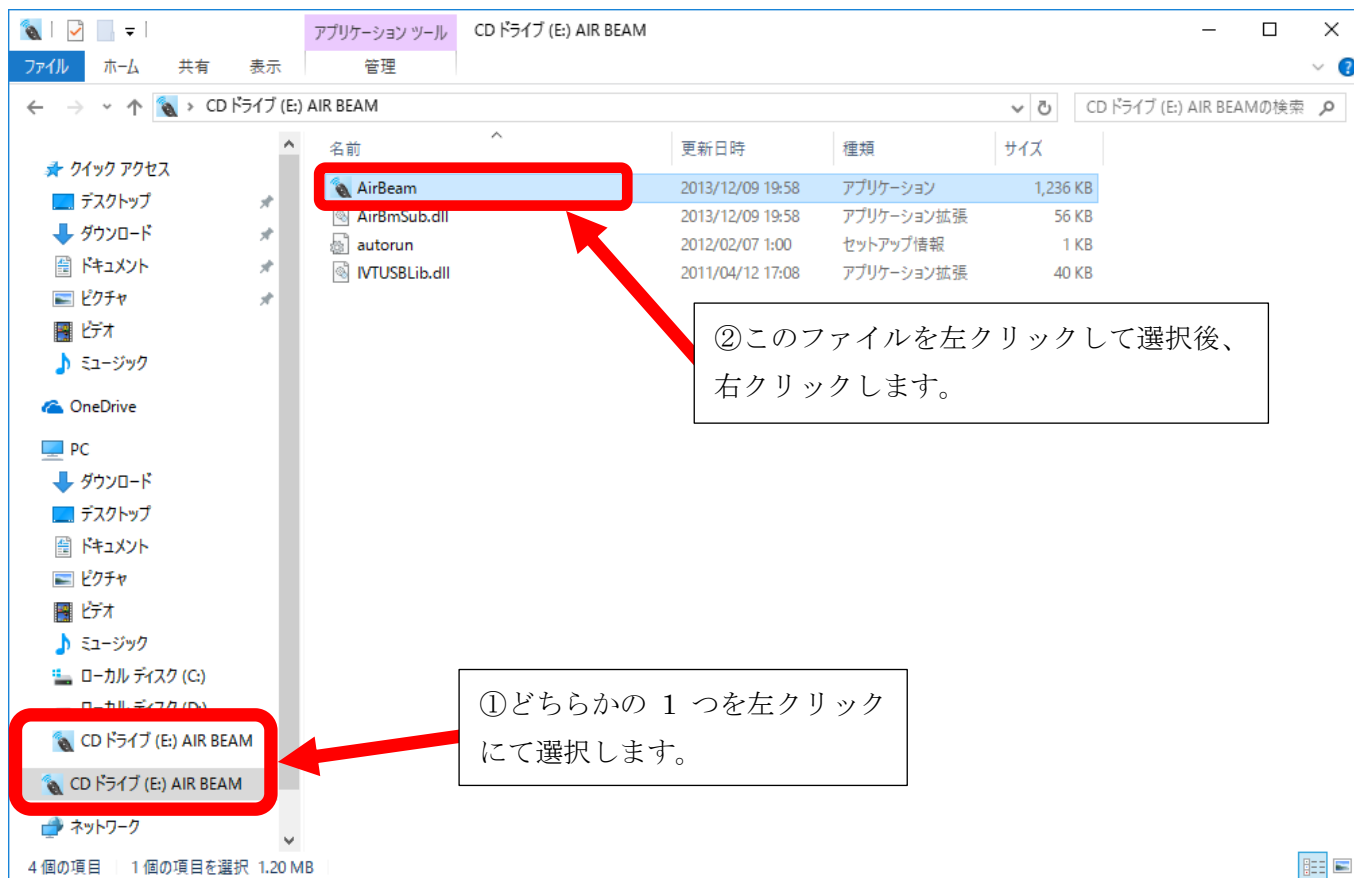 アプリケーション ツール
CD ドライブ (E:) AIR BEAM
ファイル
ホーム
共有
表示
管理
CD ドライブ (E:) AIR BEAM
CD ドライブ (E:) AIR BEAMの検索
名前
更新日時
種類
サイズ
AirBeam 2013/12/09 19:58 アプリケーション 1,236 KB
AirBmSub.dll 2013/12/09 19:58 アプリケーション拡張 56 KB
autorun 2012/02/07 1:00 セットアップ情報 1 KB
IVTUSBLib.dll 2011/04/12 17:08 アプリケーション拡張 40 KB
クイック アクセス
デスクトップ
ダウンロード
ドキュメント
ピクチャ
ビデオ
ミュージック
OneDrive
PC
ダウンロード
デスクトップ
ドキュメント
ピクチャ
ビデオ
ミュージック
ローカル ディスク (C:)
ローカル ディスク (D:)
CD ドライブ (E:) AIR BEAM
CD ドライブ (E:) AIR BEAM
ネットワーク
②このファイルを左クリックして選択後、
右クリックします。
①どちらかの 1 つを左クリック
にて選択します。
4 個の項目
1 個の項目を選択 1.20 MB